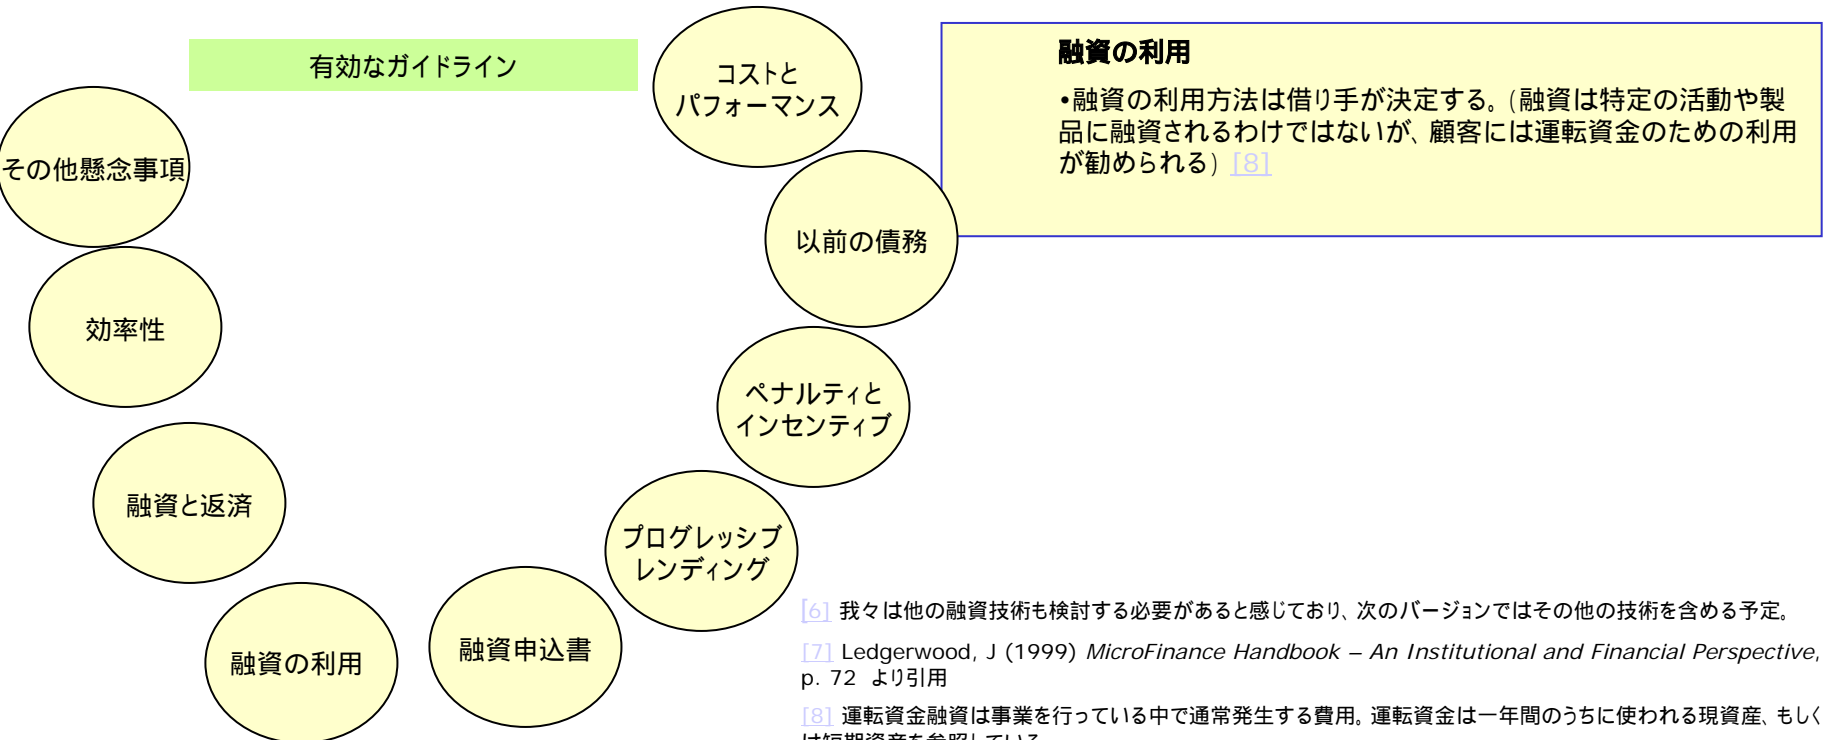 有効なガイドライン
コストと
パフォーマンス
その他懸念事項
以前の債務
効率性
ペナルティと
インセンティブ
融資と返済
プログレッシブ
レンディング
融資の利用
融資申込書
融資の利用
•融資の利用方法は借り手が決定する。(融資は特定の活動や製
品に融資されるわけではないが、顧客には運転資金のための利用
が勧められる) [8]
[6] 我々は他の融資技術も検討する必要があると感じており、次のバージョンではその他の技術を含める予定。
[7] Ledgerwood, J (1999) MicroFinance Handbook – An Institutional and Financial Perspective,
p. 72 より引用
[8] 運転資金融資は事業を行っている中で通常発生する費用。運転資金は一年間のうちに使われる現資産、もしく
は短期資産を参照している